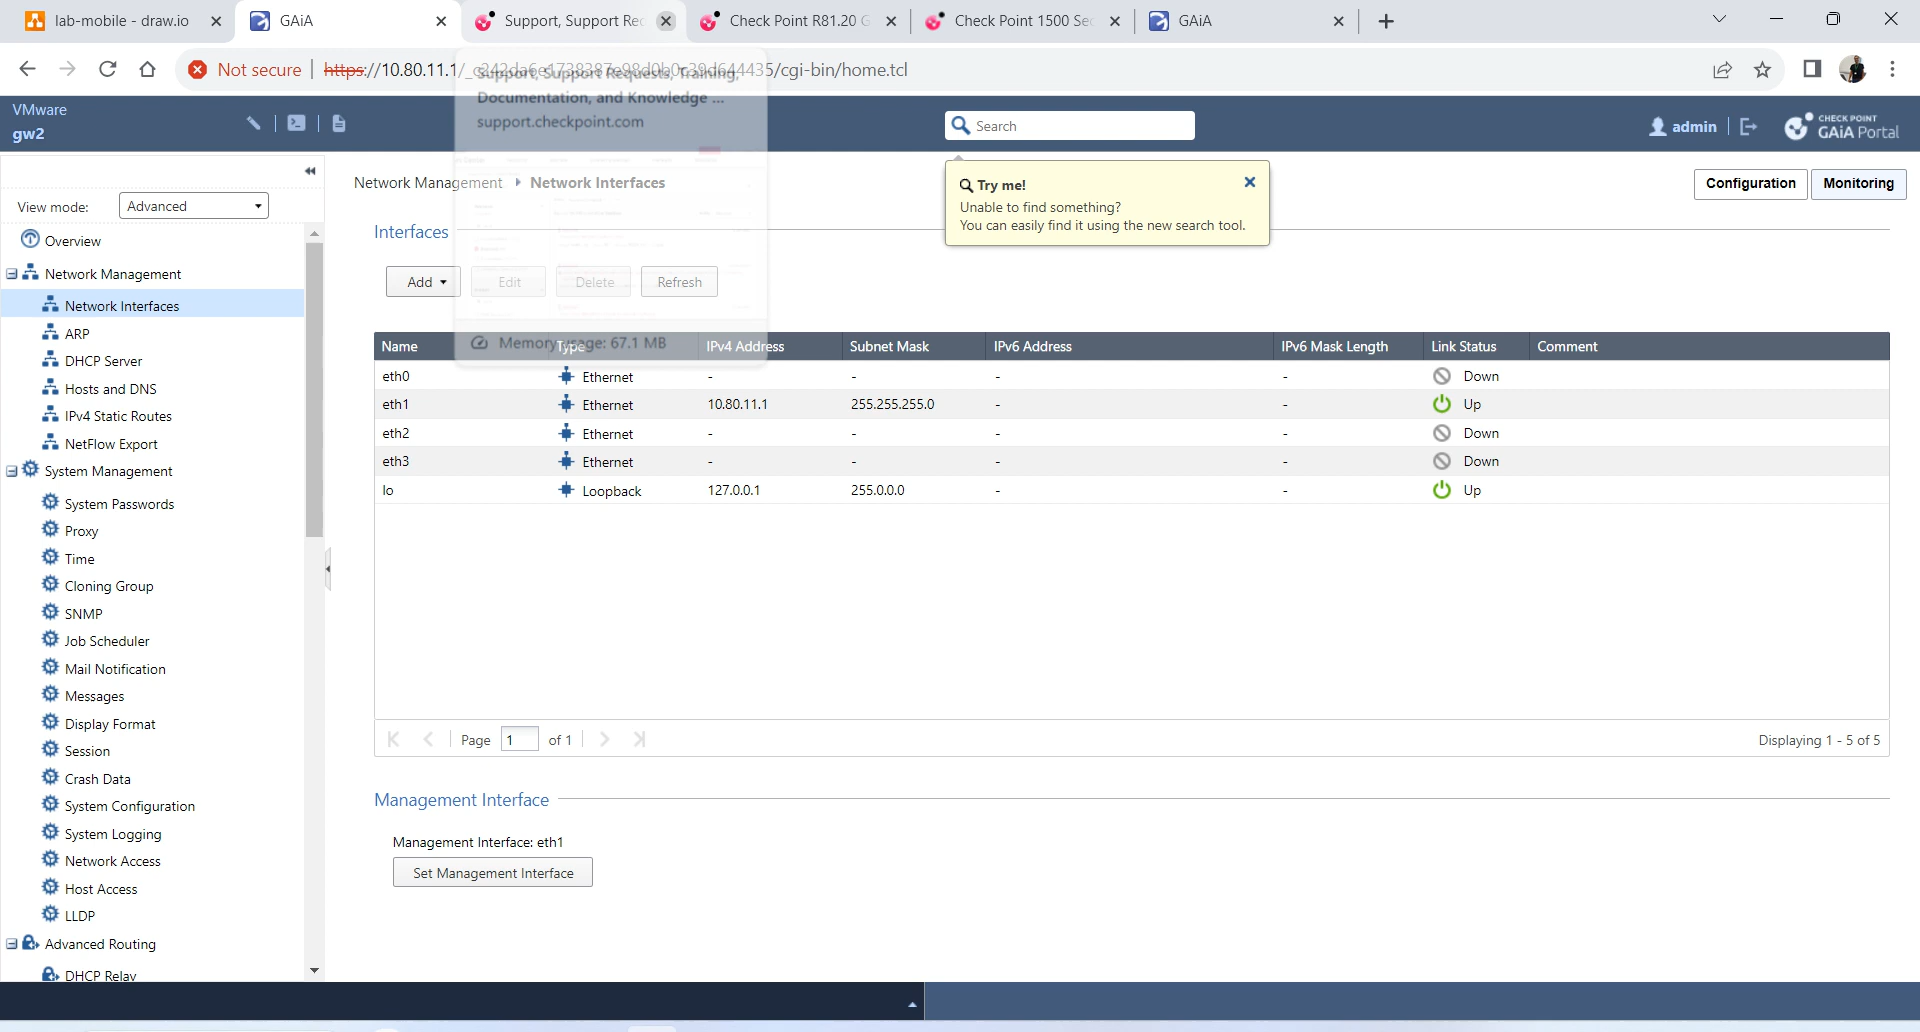 lab-mobile - draw.io
GAiA
Support, Support Rec
Check Point R81.20 G
Check Point 1500 Sec
GAiA
Not secure
https://10.80.11.1/
35/cgi-bin/home.tcl
Support, Support Requests, Training,
Documentation, and Knowledge ...
support.checkpoint.com
VMware
gw2
Search
admin
CHECK POINT
GAiA Portal
View mode:
Advanced
Network Management
Network Interfaces
Try me!
Unable to find something?
You can easily find it using the new search tool.
Configuration
Monitoring
Overview
Network Management
Network Interfaces
ARP
DHCP Server
Hosts and DNS
IPv4 Static Routes
NetFlow Export
System Management
System Passwords
Proxy
Time
Cloning Group
SNMP
Job Scheduler
Mail Notification
Messages
Display Format
Session
Crash Data
System Configuration
System Logging
Network Access
Host Access
LLDP
Advanced Routing
DHCP Relay
Interfaces
Add
Edit
Delete
Refresh
Memory usage: 67.1 MB
Name Type IPv4 Address Subnet Mask IPv6 Address IPv6 Mask Length Link Status Comment
eth0 Ethernet - - - - Down
eth1 Ethernet 10.80.11.1 255.255.255.0 - - Up
eth2 Ethernet - - - - Down
eth3 Ethernet - - - - Down
lo Loopback 127.0.0.1 255.0.0.0 - - Up
Page 1 of 1
Displaying 1 - 5 of 5
Management Interface
Management Interface: eth1
Set Management Interface